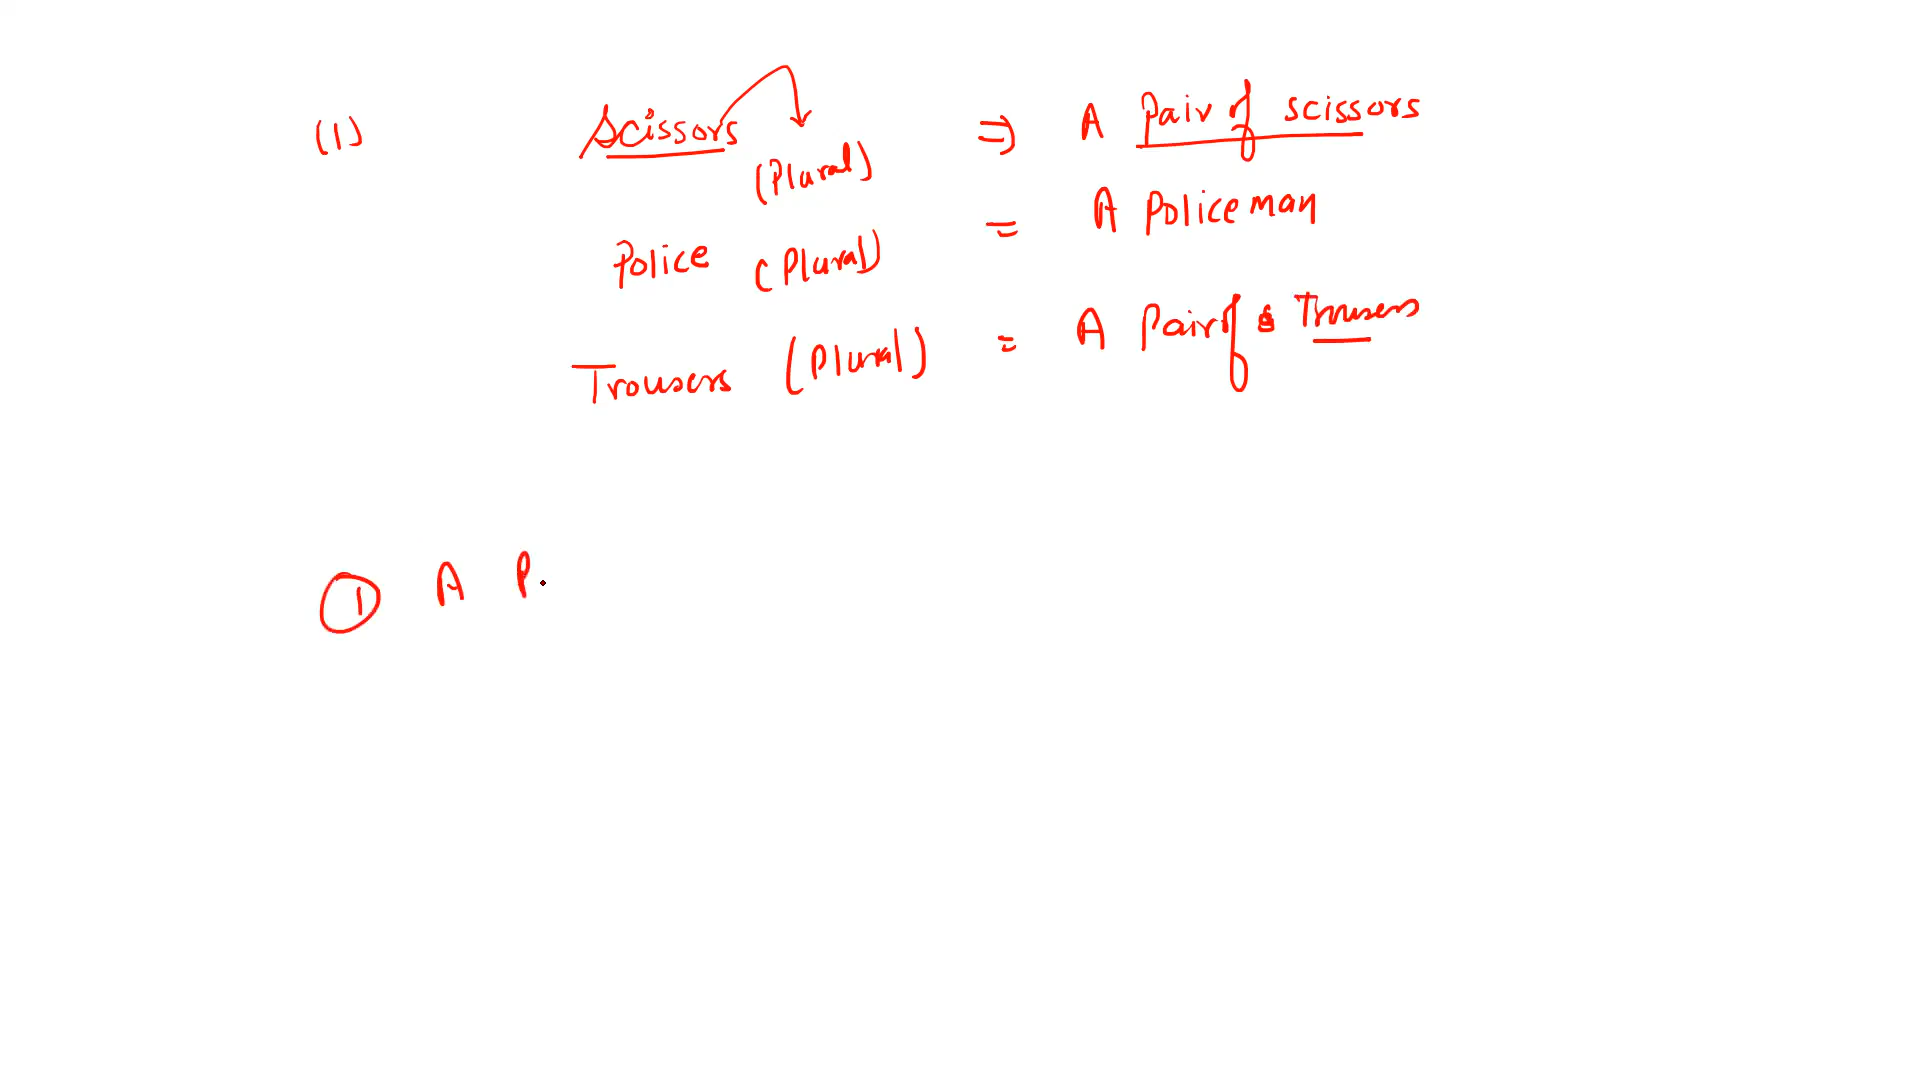 (1) Scissors (Plural) ⇒ A Pair of scissors
Police (Plural) = A Policeman
Trousers (Plural) = A Pair of Trousers
① A P